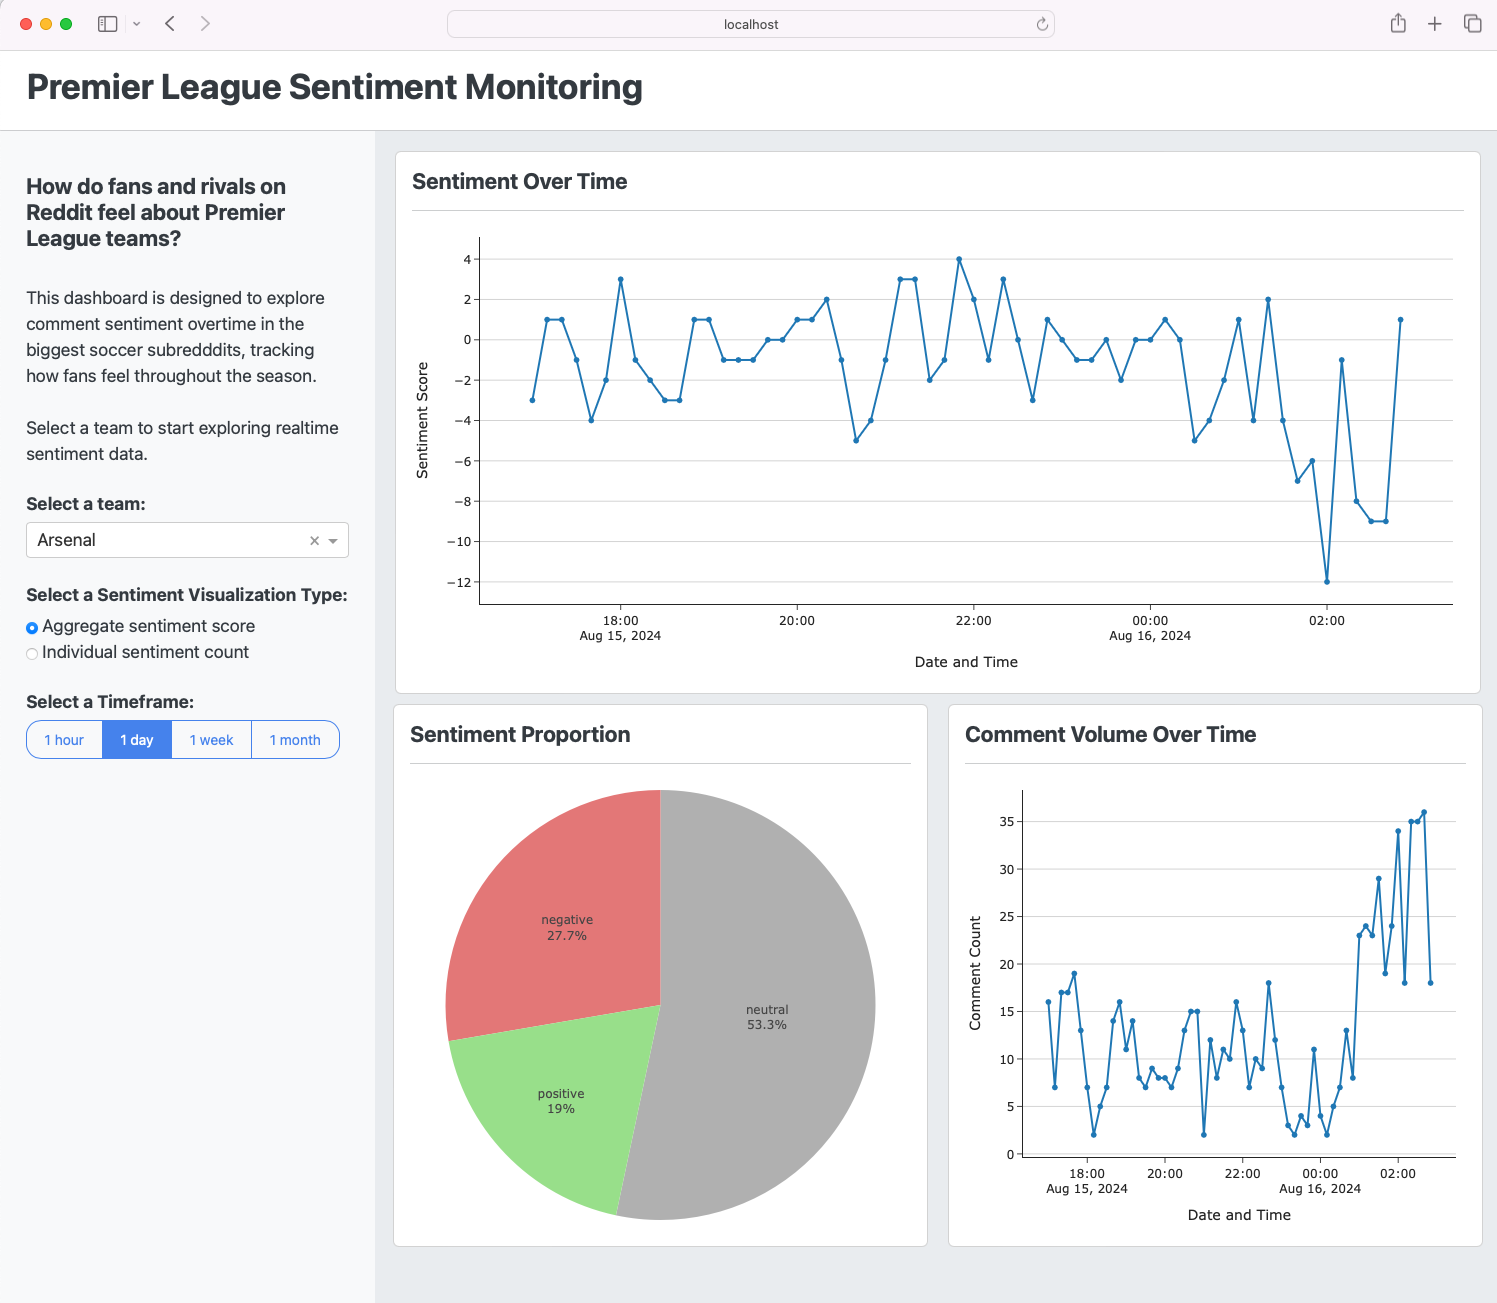 localhost
Premier League Sentiment Monitoring
How do fans and rivals on
Reddit feel about Premier
League teams?
This dashboard is designed to explore
comment sentiment overtime in the
biggest soccer subredddits, tracking
how fans feel throughout the season.
Select a team to start exploring realtime
sentiment data.
Select a team:
Arsenal
Select a Sentiment Visualization Type:
Aggregate sentiment score
Individual sentiment count
Select a Timeframe:
1 hour 1 day 1 week 1 month
Sentiment Over Time
Sentiment Score
4
2
0
−2
−4
−6
−8
−10
−12
18:00 20:00 22:00 00:00 02:00
Aug 15, 2024 Aug 16, 2024
Date and Time
Sentiment Proportion
negative
27.7%
neutral
53.3%
positive
19%
Comment Volume Over Time
Comment Count
35
30
25
20
15
10
5
0
18:00 20:00 22:00 00:00 02:00
Aug 15, 2024 Aug 16, 2024
Date and Time